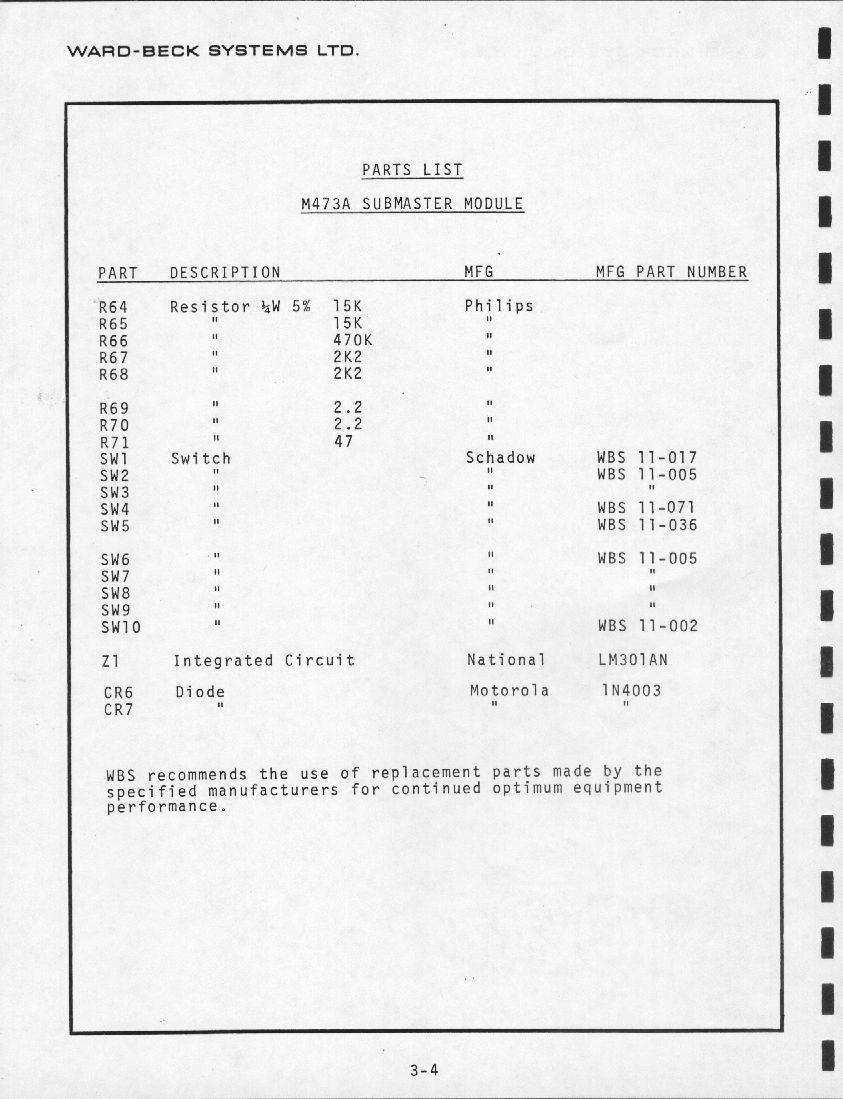 WARD-BECK SYSTEMS LTD.
PARTS LIST
M473A SUBMASTER MODULE
PART DESCRIPTION MFG MFG PART NUMBER
R64 Resistor ¼W 5% 15K Philips
R65 " 15K "
R66 " 470K "
R67 " 2K2 "
R68 " 2K2 "
R69 " 2.2 "
R70 " 2.2 "
R71 " 47 "
SW1 Switch Schadow WBS 11-017
SW2 " " WBS 11-005
SW3 " " "
SW4 " " WBS 11-071
SW5 " " WBS 11-036
SW6 " " WBS 11-005
SW7 " " "
SW8 " " "
SW9 " " "
SW10 " " WBS 11-002
Z1 Integrated Circuit National LM301AN
CR6 Diode Motorola 1N4003
CR7 " " "
WBS recommends the use of replacement parts made by the
specified manufacturers for continued optimum equipment
performance.
3-4